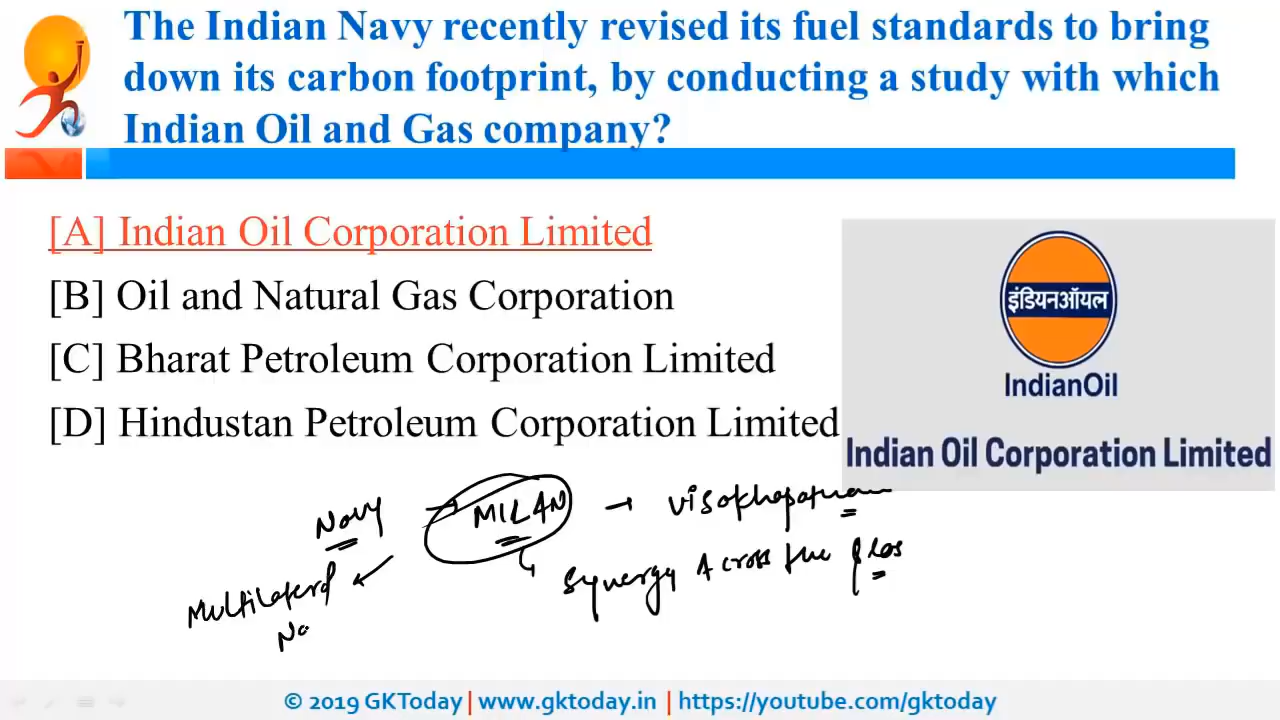 The Indian Navy recently revised its fuel standards to bring
down its carbon footprint, by conducting a study with which
Indian Oil and Gas company?
[A] Indian Oil Corporation Limited
[B] Oil and Natural Gas Corporation
[C] Bharat Petroleum Corporation Limited
[D] Hindustan Petroleum Corporation Limited
इंडियनऑयल
IndianOil
Indian Oil Corporation Limited
Navy → MILAN →
Synergy Across the
Multilateral
© 2019 GKToday | www.gktoday.in | https://youtube.com/gktoday